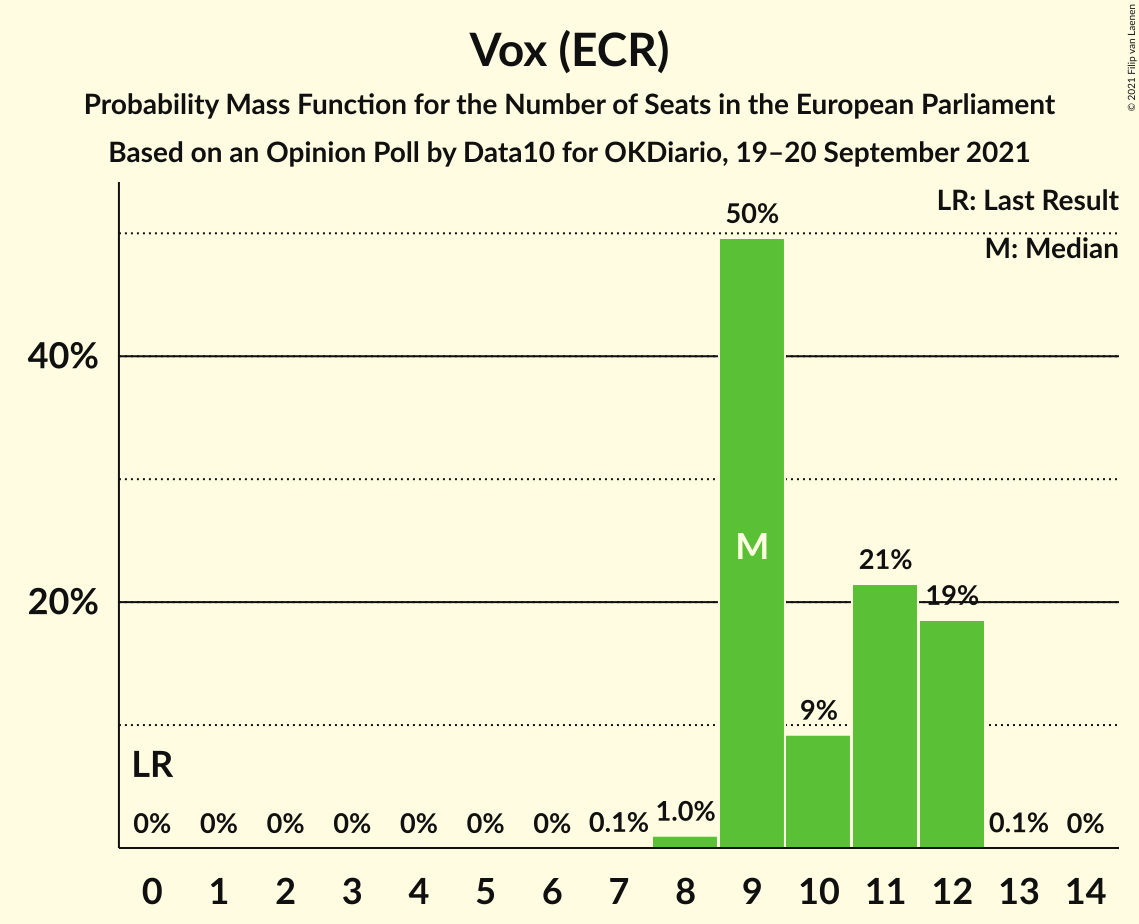 Vox (ECR)
Probability Mass Function for the Number of Seats in the European Parliament
Based on an Opinion Poll by Data10 for OKDiario, 19–20 September 2021
© 2021 Filip van Laenen
LR: Last Result
M: Median
50%
40%
M
21%
20%
19%
9%
LR
0% 0% 0% 0% 0% 0% 0% 0.1% 1.0% 0.1% 0%
0 1 2 3 4 5 6 7 8 9 10 11 12 13 14